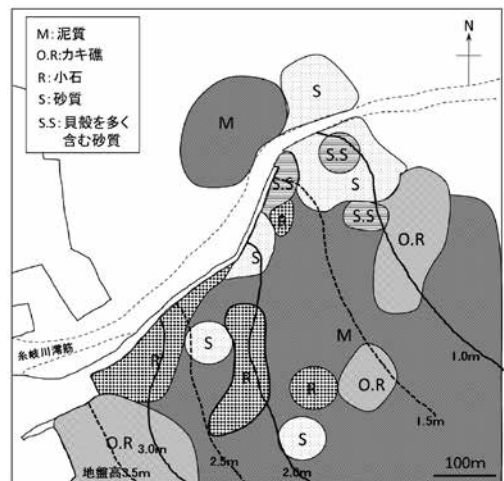 M：泥質
O.R：カキ礁
R：小石
S：砂質
S.S：貝殻を多く
含む砂質
N
S
M
S.S
S
S.S
S.S
R
O.R
S
糸岐川澪筋
S
M
1.0m
R
R
R
O.R
1.5m
O.R
3.0m
S
2.5m
2.0m
地盤高3.5m
100m